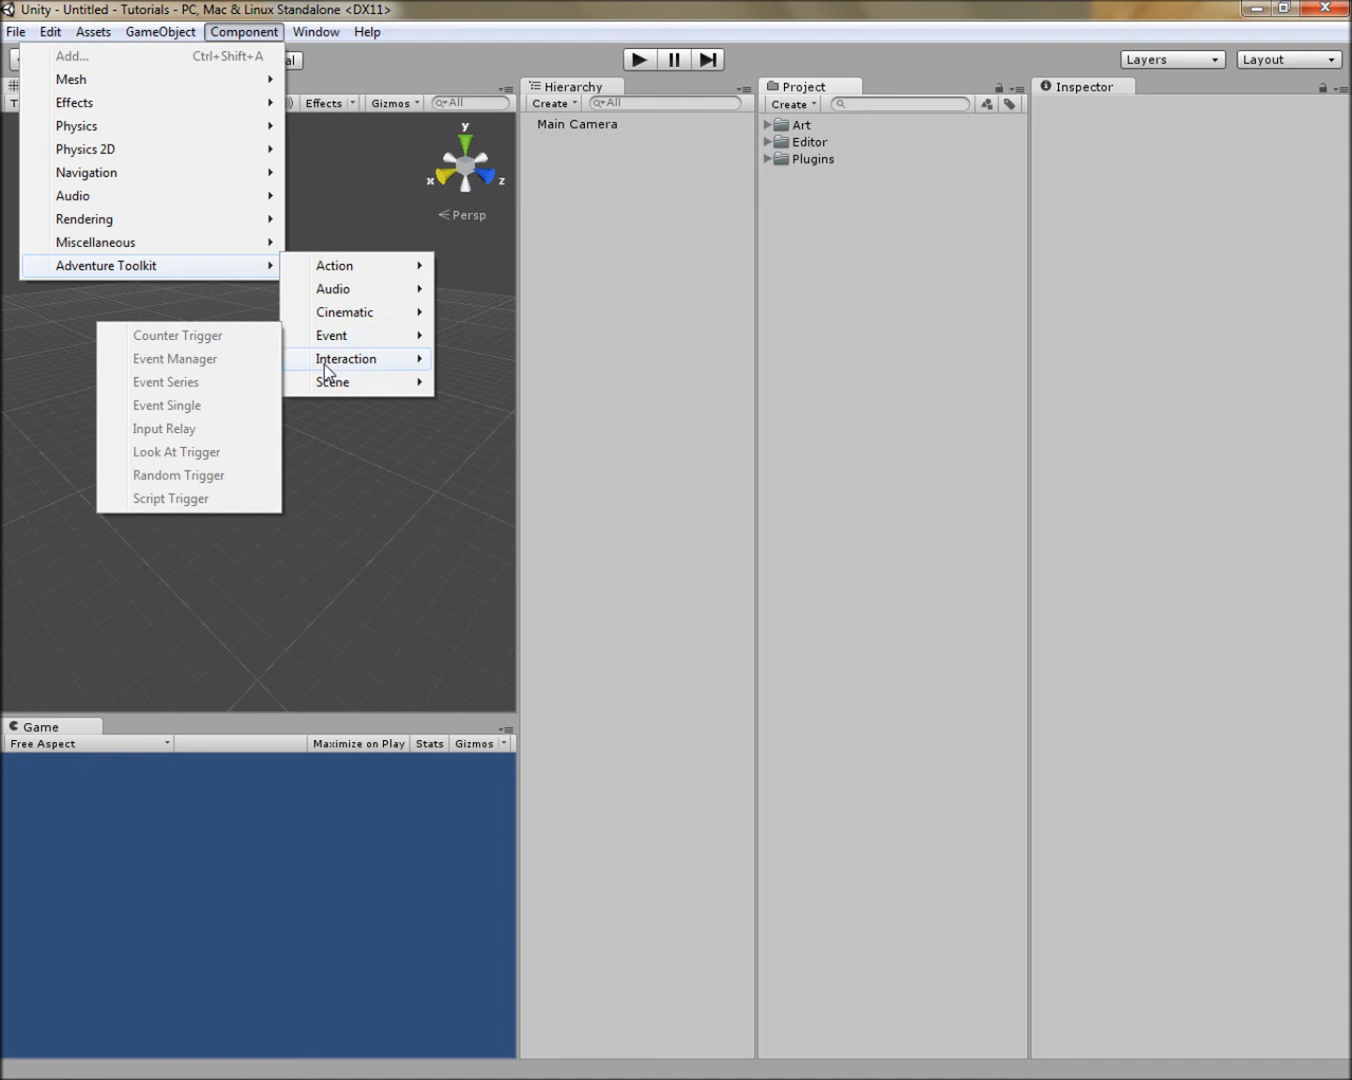 Unity - Untitled - Tutorials - PC, Mac & Linux Standalone <DX11>
File Edit Assets GameObject Component Window Help
Add... Ctrl+Shift+A
Mesh
Effects
Physics
Physics 2D
Navigation
Audio
Rendering
Miscellaneous
Adventure Toolkit
Action
Audio
Cinematic
Event
Interaction
Scene
Counter Trigger
Event Manager
Event Series
Event Single
Input Relay
Look At Trigger
Random Trigger
Script Trigger
Layers Layout
Effects Gizmos All
y
x z
Persp
Hierarchy
Create All
Main Camera
Project
Create
Art
Editor
Plugins
Inspector
Game
Free Aspect Maximize on Play Stats Gizmos